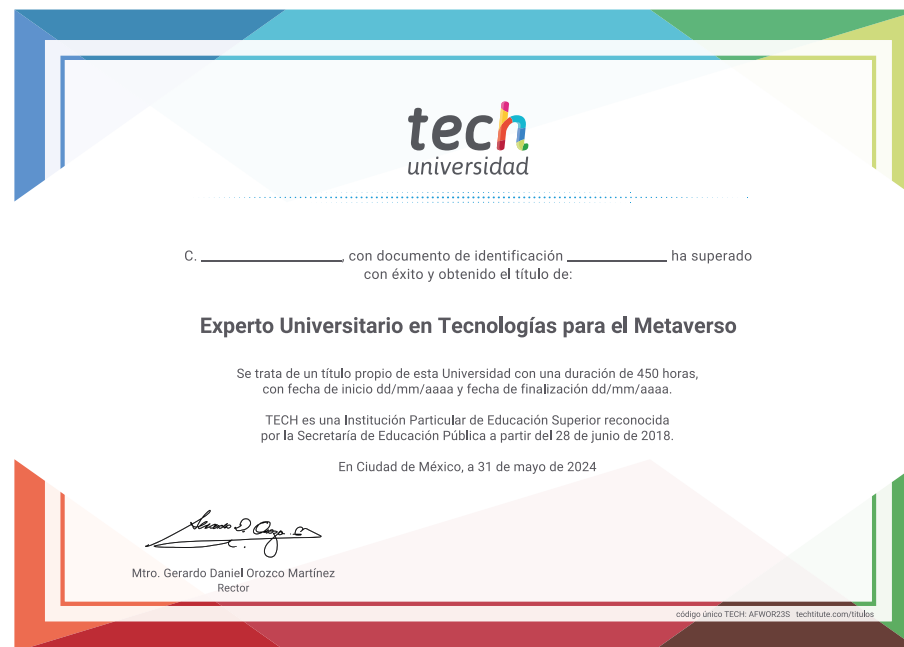 tech
universidad
C. ____________________, con documento de identificación ______________ ha superado
con éxito y obtenido el título de:
Experto Universitario en Tecnologías para el Metaverso
Se trata de un título propio de esta Universidad con una duración de 450 horas,
con fecha de inicio dd/mm/aaaa y fecha de finalización dd/mm/aaaa.
TECH es una Institución Particular de Educación Superior reconocida
por la Secretaría de Educación Pública a partir del 28 de junio de 2018.
En Ciudad de México, a 31 de mayo de 2024
Mtro. Gerardo Daniel Orozco Martínez
Rector
código único TECH: AFWOR23S techtitute.com/titulos